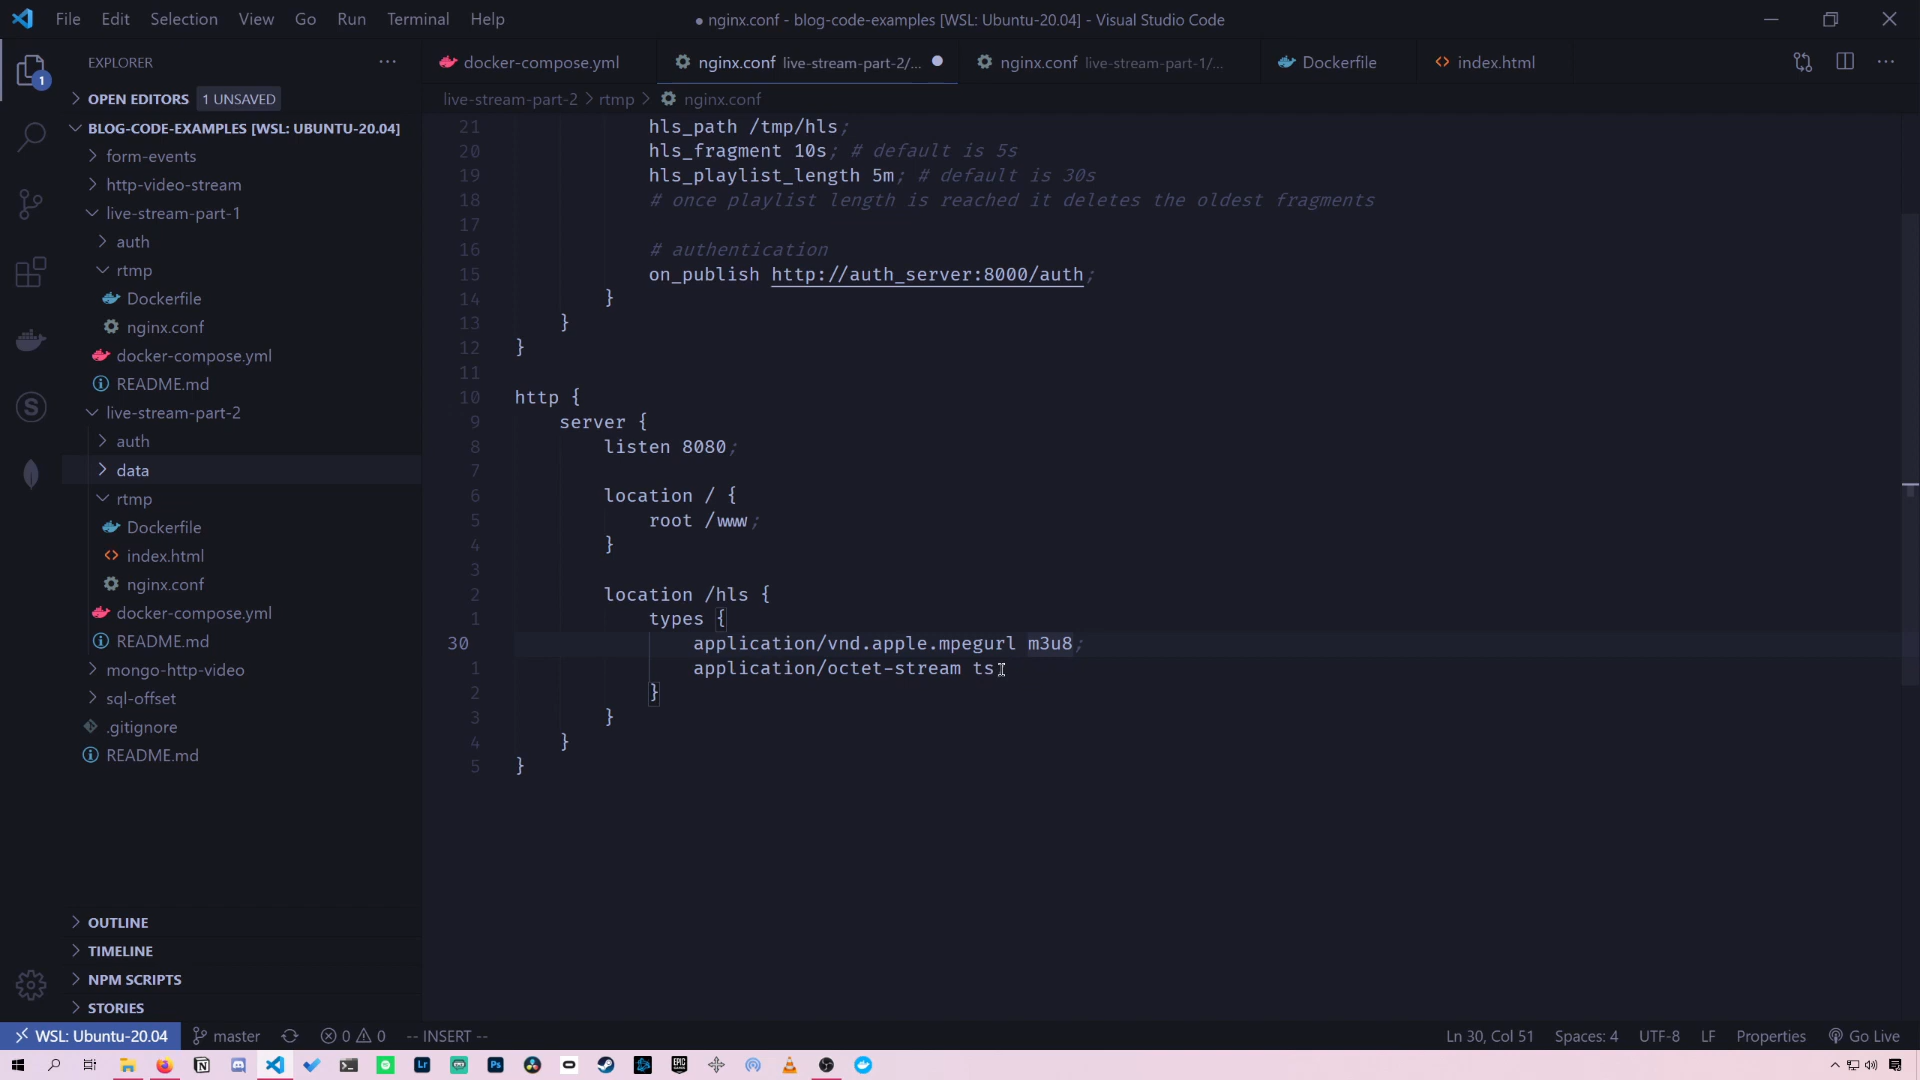 File Edit Selection View Go Run Terminal Help
● nginx.conf - blog-code-examples [WSL: Ubuntu-20.04] - Visual Studio Code
EXPLORER ···
docker-compose.yml nginx.conf live-stream-part-2/... nginx.conf live-stream-part-1/... Dockerfile index.html
1
OPEN EDITORS 1 UNSAVED
live-stream-part-2 > rtmp > nginx.conf
BLOG-CODE-EXAMPLES [WSL: UBUNTU-20.04]
form-events
http-video-stream
live-stream-part-1
auth
rtmp
Dockerfile
nginx.conf
docker-compose.yml
README.md
live-stream-part-2
auth
data
rtmp
Dockerfile
index.html
nginx.conf
docker-compose.yml
README.md
mongo-http-video
sql-offset
.gitignore
README.md
OUTLINE
TIMELINE
NPM SCRIPTS
STORIES
21 hls_path /tmp/hls;
20 hls_fragment 10s; # default is 5s
19 hls_playlist_length 5m; # default is 30s
18 # once playlist length is reached it deletes the oldest fragments
17
16 # authentication
15 on_publish http://auth_server:8000/auth;
14 }
13 }
12 }
11
10 http {
9 server {
8 listen 8080;
7
6 location / {
5 root /www;
4 }
3
2 location /hls {
1 types {
30 application/vnd.apple.mpegurl m3u8;
1 application/octet-stream ts
2 }
3 }
4 }
5 }
WSL: Ubuntu-20.04 master 0 0 -- INSERT -- Ln 30, Col 51 Spaces: 4 UTF-8 LF Properties Go Live
Lr Ps EPIC GAMES